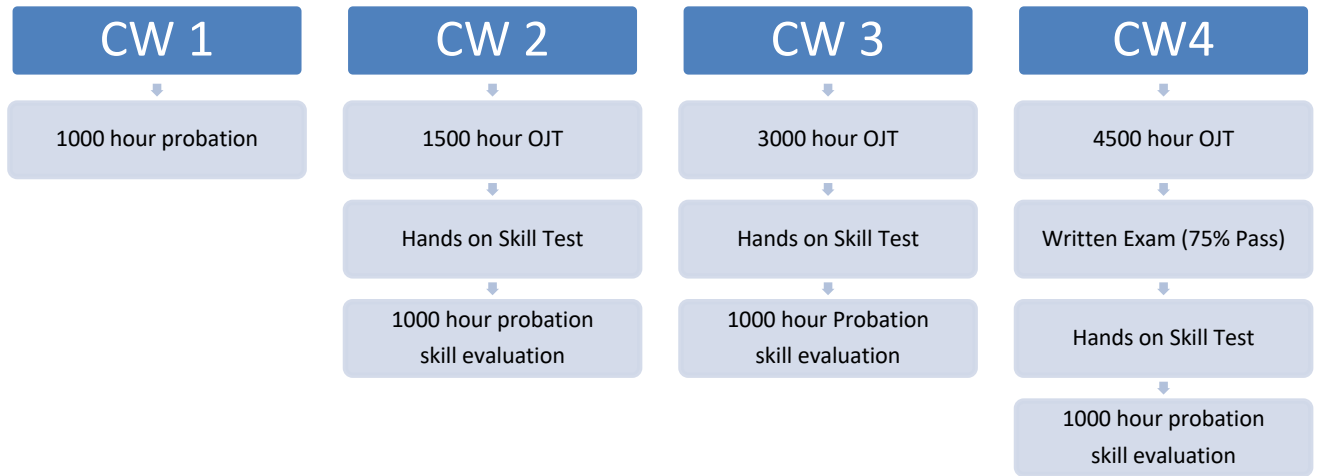 CW 1
1000 hour probation
CW 2
1500 hour OJT
Hands on Skill Test
1000 hour probation
skill evaluation
CW 3
3000 hour OJT
Hands on Skill Test
1000 hour Probation
skill evaluation
CW4
4500 hour OJT
Written Exam (75% Pass)
Hands on Skill Test
1000 hour probation
skill evaluation